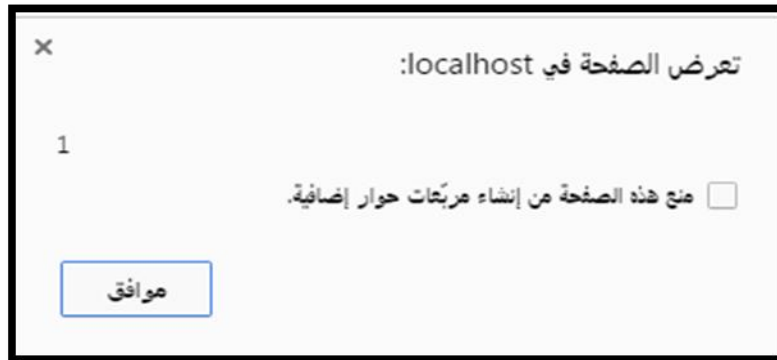 تعرض الصفحة في localhost:
1
منع هذه الصفحة من إنشاء مربّعات حوار إضافية.
موافق